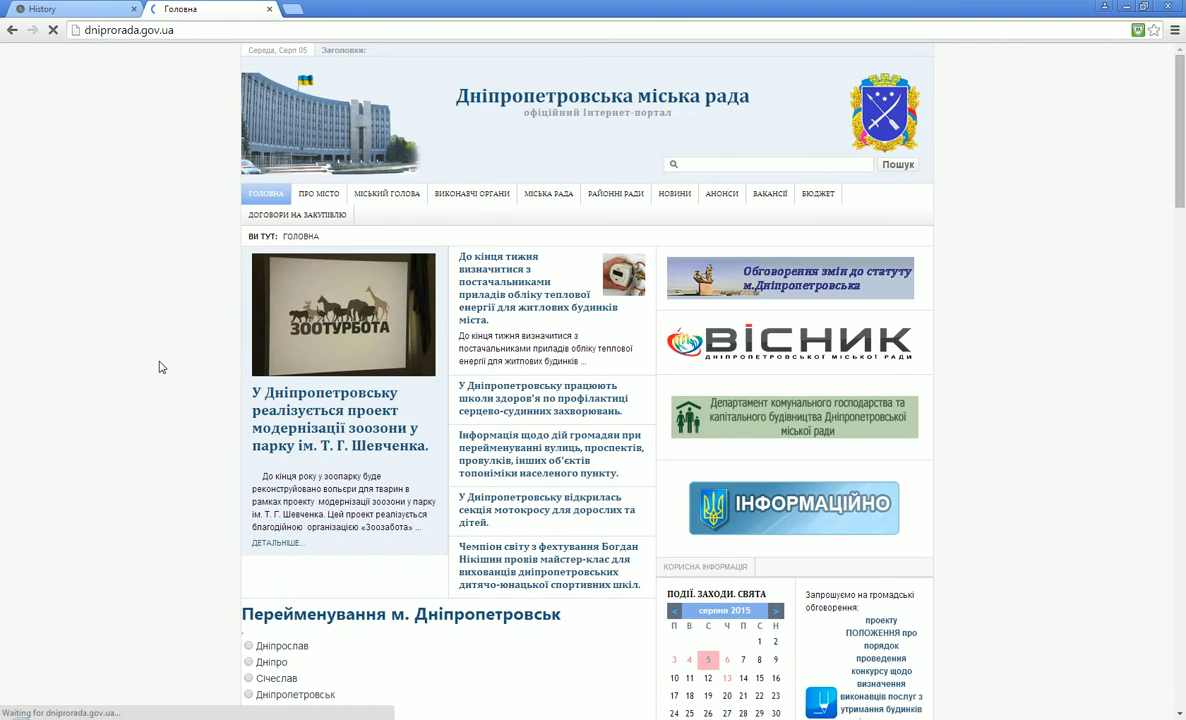 History
Головна
dniprorada.gov.ua
Середа, Серп 05
Заголовки:
Дніпропетровська міська рада
офіційний Інтернет-портал
Пошук
ГОЛОВНА
ПРО МІСТО
МІСЬКИЙ ГОЛОВА
ВИКОНАВЧІ ОРГАНИ
МІСЬКА РАДА
РАЙОННІ РАДИ
НОВИНИ
АНОНСИ
ВАКАНСІЇ
БЮДЖЕТ
ДОГОВОРИ НА ЗАКУПІВЛЮ
ВИ ТУТ: ГОЛОВНА
ЗООТУРБОТА
У Дніпропетровську
реалізується проект
модернізації зоозони у
парку ім. Т. Г. Шевченка.
До кінця року у зоопарку буде
реконструйовано вольєри для тварин в
рамках проекту модернізації зоозони у парку
ім. Т. Г. Шевченка. Цей проект реалізується
благодійною організацією «Зоозабота» ...
ДЕТАЛЬНІШЕ...
До кінця тижня
визначитися з
постачальниками
приладів обліку теплової
енергії для житлових будинків
міста.
До кінця тижня визначитися з
постачальниками приладів обліку теплової
енергії для житлових будинків ...
У Дніпропетровську працюють
школи здоров'я по профілактиці
серцево-судинних захворювань.
Інформація щодо дій громадян при
перейменуванні вулиць, проспектів,
провулків, інших об'єктів
топоніміки населеного пункту.
У Дніпропетровську відкрилась
секція мотокросу для дорослих та
дітей.
Чемпіон світу з фехтування Богдан
Нікішин провів майстер-клас для
вихованців дніпропетровських
дитячо-юнацької спортивних шкіл.
Обговорення змін до статуту
м.Дніпропетровська
ВІСНИК
ДНІПРОПЕТРОВСЬКОЇ МІСЬКОЇ РАДИ
Департамент комунального господарства та
капітального будівництва Дніпропетровської
міської ради
ІНФОРМАЦІЙНО
КОРИСНА ІНФОРМАЦІЯ
ПОДІЇ. ЗАХОДИ. СВЯТА
< серпня 2015 >
П В С Ч П С Н
1 2
3 4 5 6 7 8 9
10 11 12 13 14 15 16
17 18 19 20 21 22 23
24 25 26 27 28 29 30
Запрошуємо на громадські
обговорення:
проекту
ПОЛОЖЕННЯ про
порядок
проведення
конкурсу щодо
визначення
виконавців послуг з
утримання будинків
Перейменування м. Дніпропетровськ
.
Дніпрослав
Дніпро
Січеслав
Дніпропетровськ
Waiting for dniprorada.gov.ua...